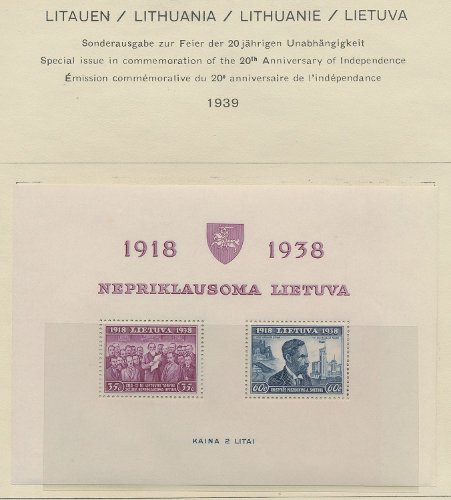 LITAUEN / LITHUANIA / LITHUANIE / LIETUVA
Sonderausgabe zur Feier der 20 jährigen Unabhängigkeit
Special issue in commemoration of the 20th Anniversary of Independence
Émission commémorative du 20e anniversaire de l'indépendance
1939
1918 1938
NEPRIKLAUSOMA LIETUVA
1918 LIETUVA 1938
35c 35c
1918 LIETUVA 1938
60c 60c
KAINA 2 LITAI